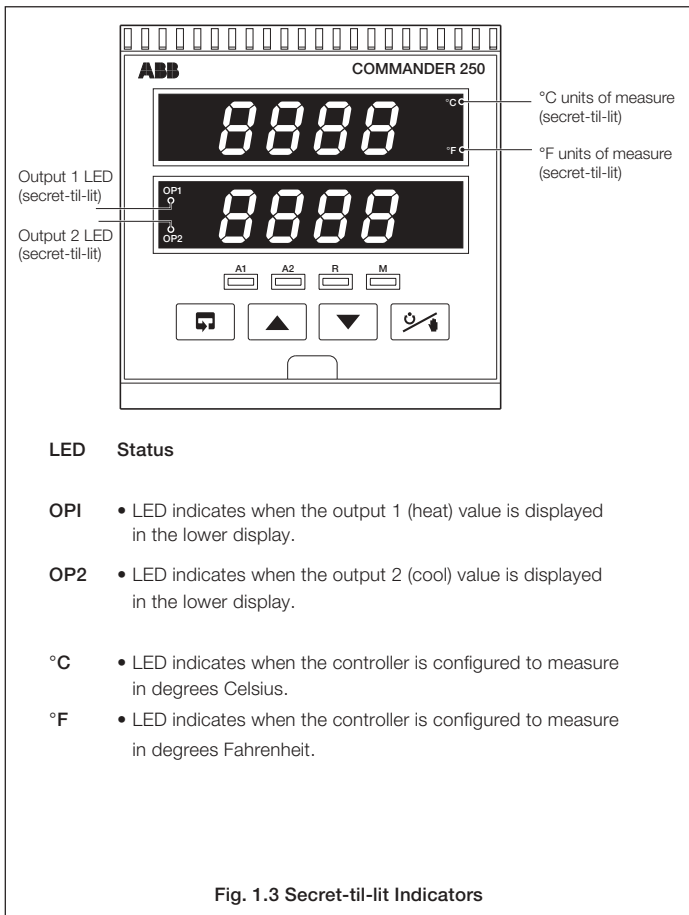 ABB COMMANDER 250
8888
°C
°F
°C units of measure
(secret-til-lit)
°F units of measure
(secret-til-lit)
Output 1 LED
(secret-til-lit)
Output 2 LED
(secret-til-lit)
OP1
OP2
8888
A1 A2 R M
LED Status
OPI • LED indicates when the output 1 (heat) value is displayed
in the lower display.
OP2 • LED indicates when the output 2 (cool) value is displayed
in the lower display.
°C • LED indicates when the controller is configured to measure
in degrees Celsius.
°F • LED indicates when the controller is configured to measure
in degrees Fahrenheit.
Fig. 1.3 Secret-til-lit Indicators